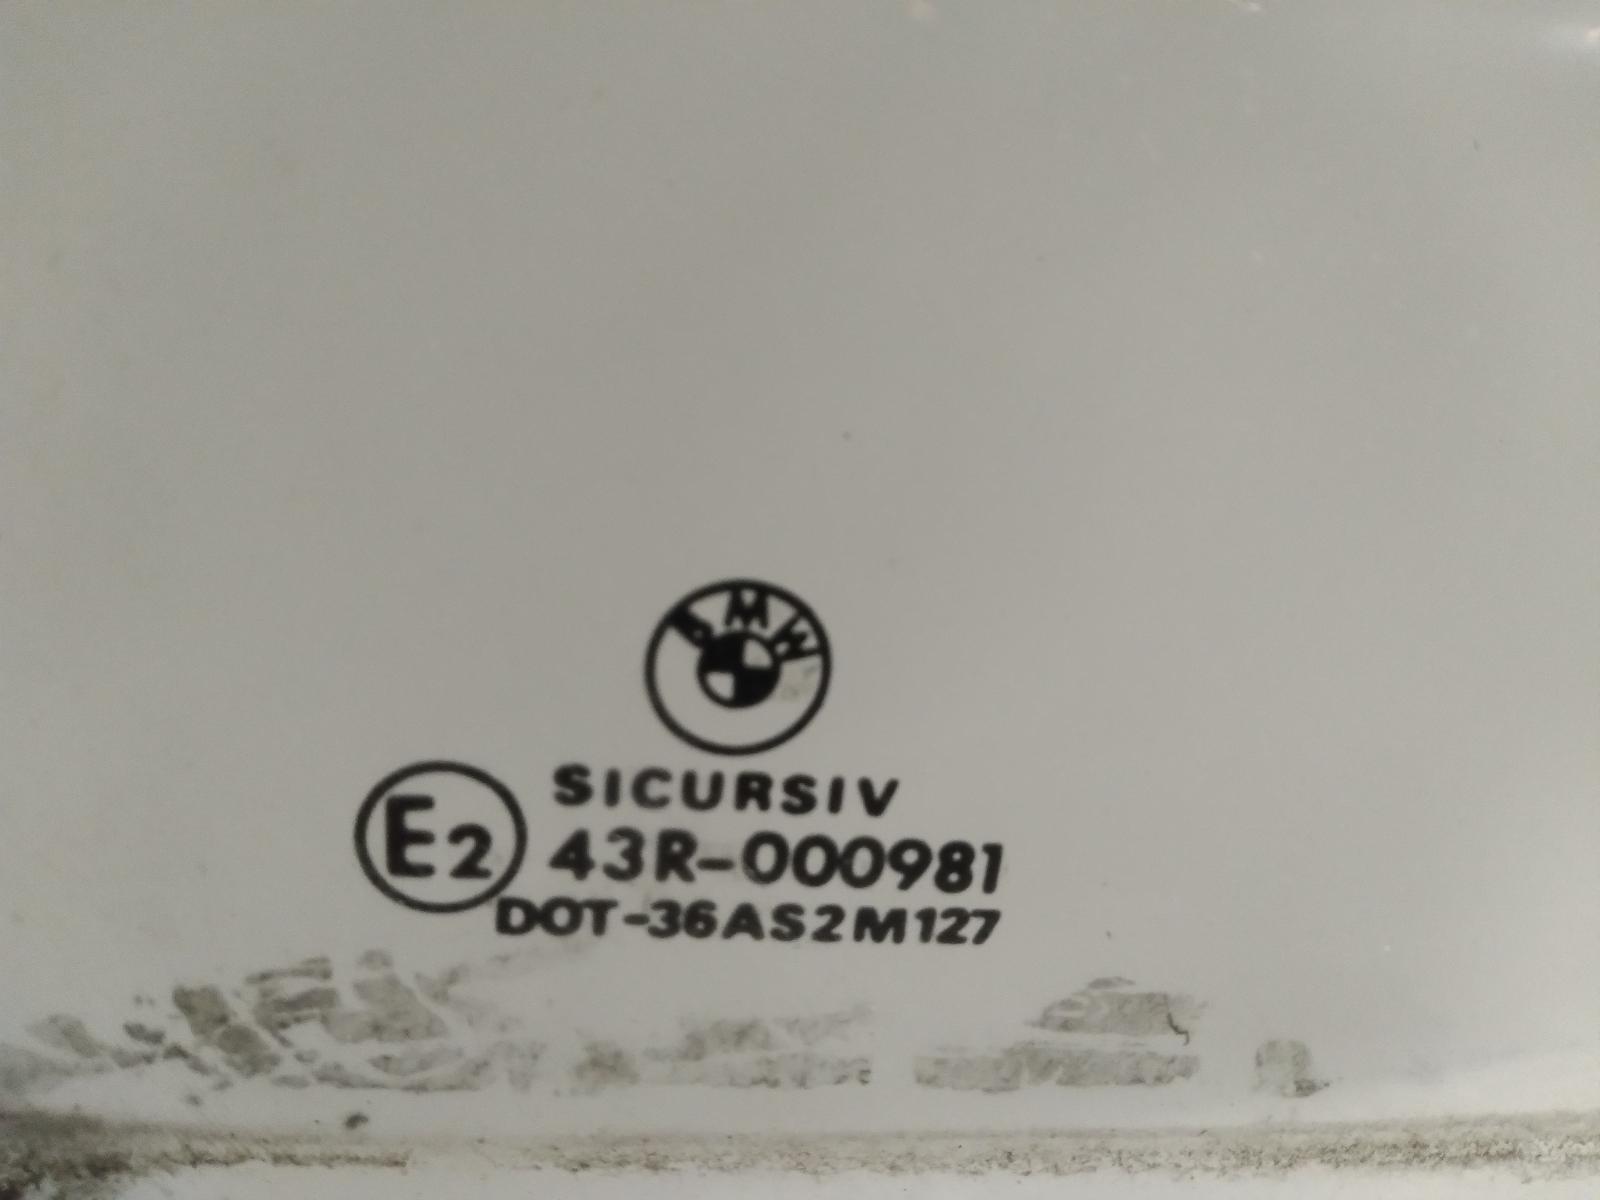 BMW
SICURSIV
E2 43R-000981
DOT-36AS2M127